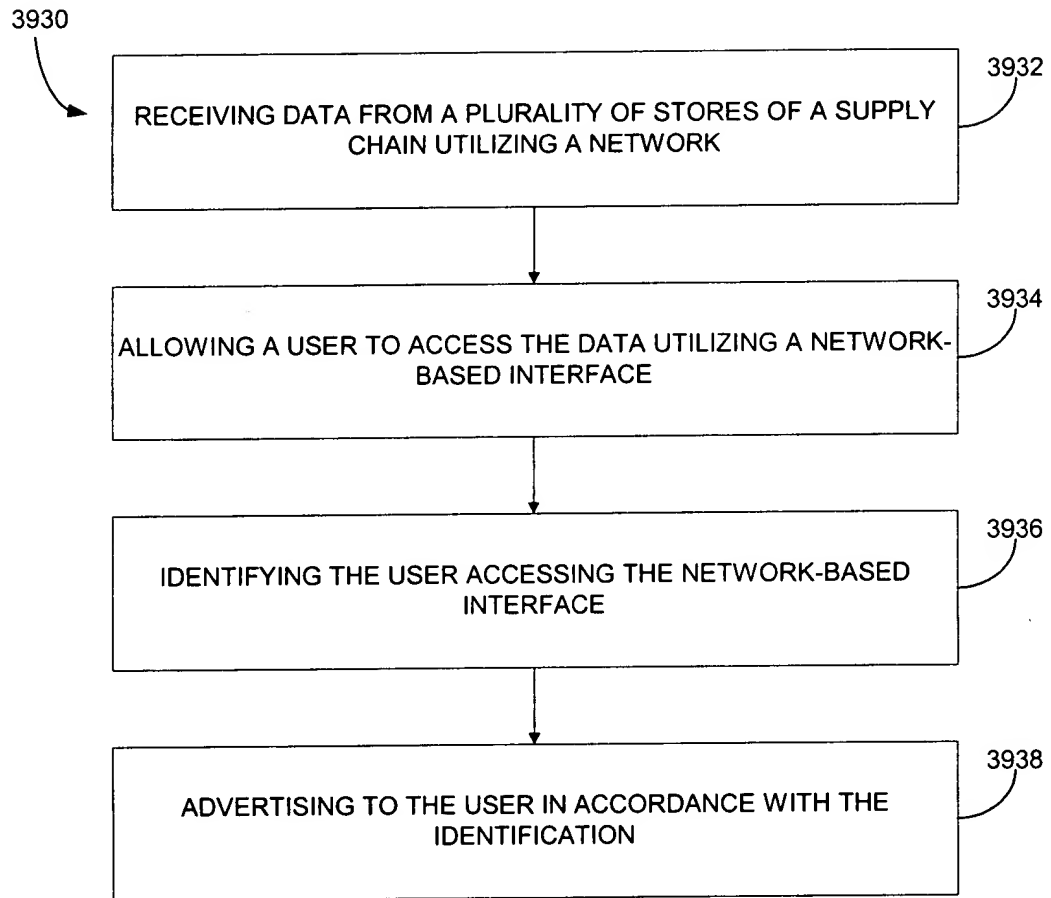 3930
3932
RECEIVING DATA FROM A PLURALITY OF STORES OF A SUPPLY
CHAIN UTILIZING A NETWORK
3934
ALLOWING A USER TO ACCESS THE DATA UTILIZING A NETWORK-
BASED INTERFACE
3936
IDENTIFYING THE USER ACCESSING THE NETWORK-BASED
INTERFACE
3938
ADVERTISING TO THE USER IN ACCORDANCE WITH THE
IDENTIFICATION